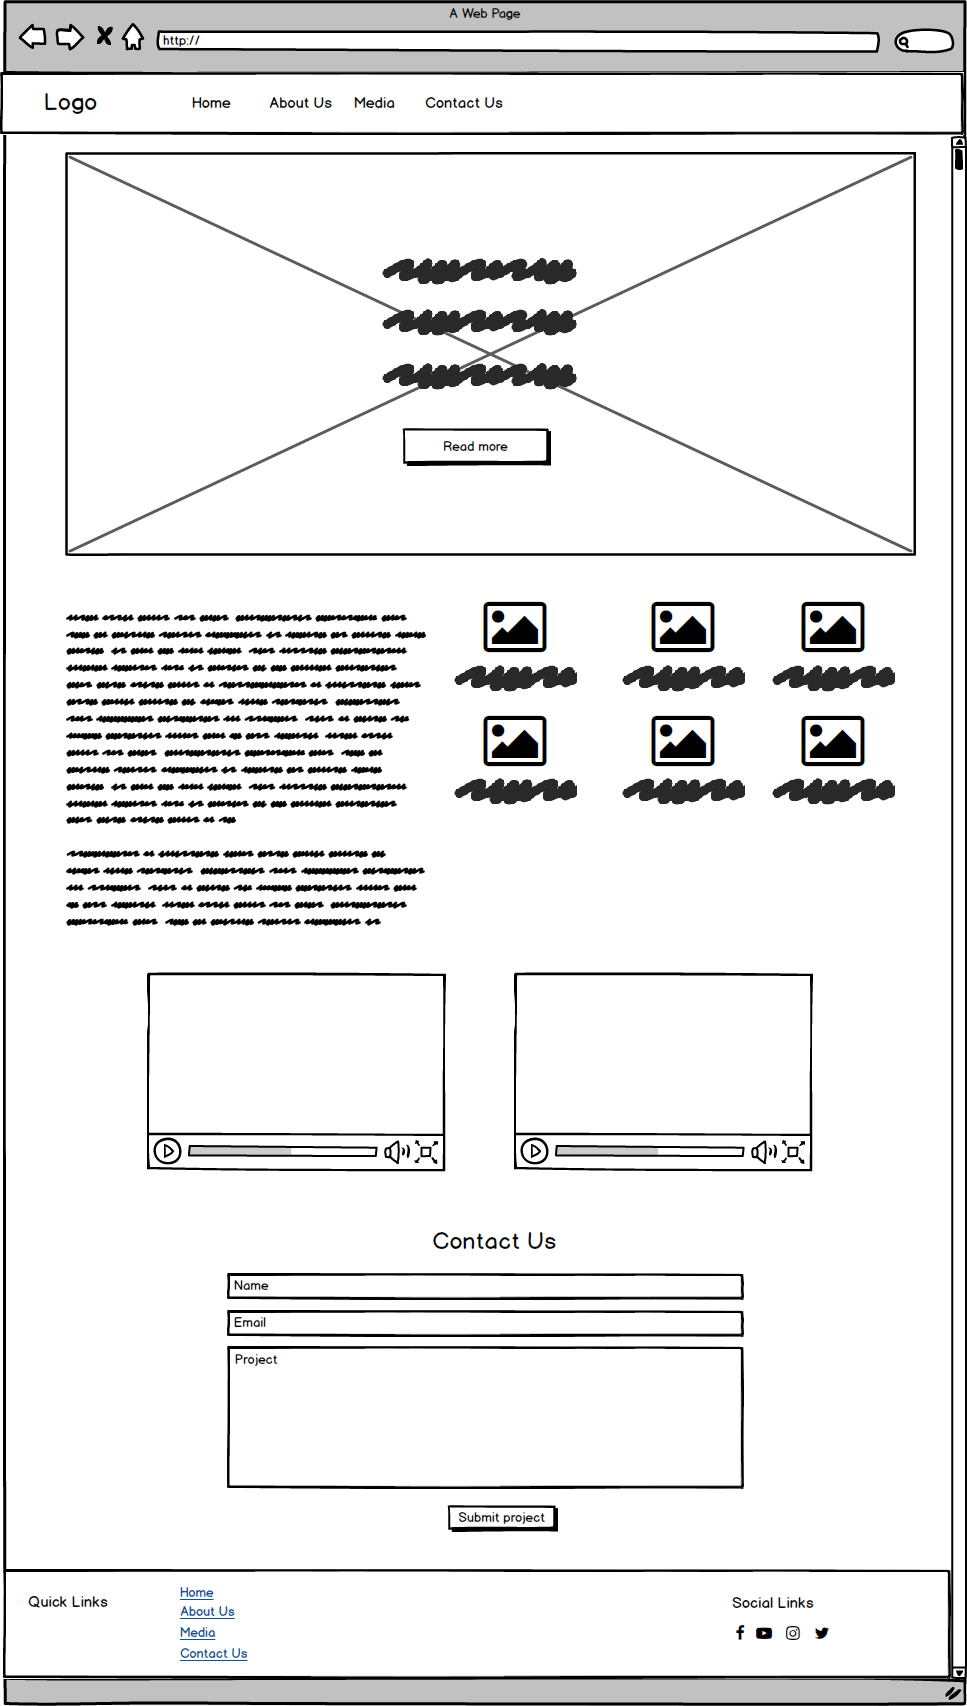 A Web Page
http://
Logo
Home About Us Media Contact Us
Read more
Contact Us
Name
Email
Project
Submit project
Quick Links
Home
About Us
Media
Contact Us
Social Links